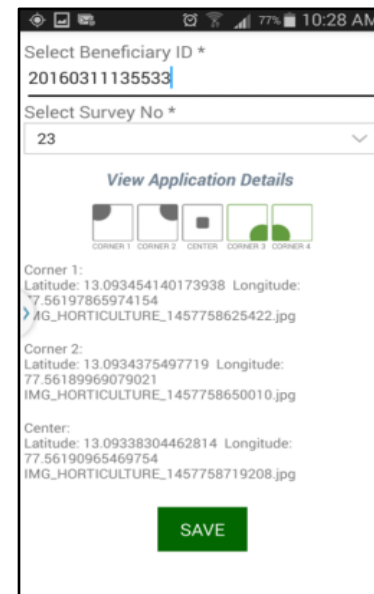 77% 10:28 AM
Select Beneficiary ID *
20160311135533
Select Survey No *
23
View Application Details
CORNER 1 CORNER 2 CENTER CORNER 3 CORNER 4
Corner 1:
Latitude: 13.093454140173938 Longitude:
77.56197865974154
IMG_HORTICULTURE_1457758625422.jpg
Corner 2:
Latitude: 13.0934375497719 Longitude:
77.56189969079021
IMG_HORTICULTURE_1457758650010.jpg
Center:
Latitude: 13.09338304462814 Longitude:
77.56190965469754
IMG_HORTICULTURE_1457758719208.jpg
SAVE